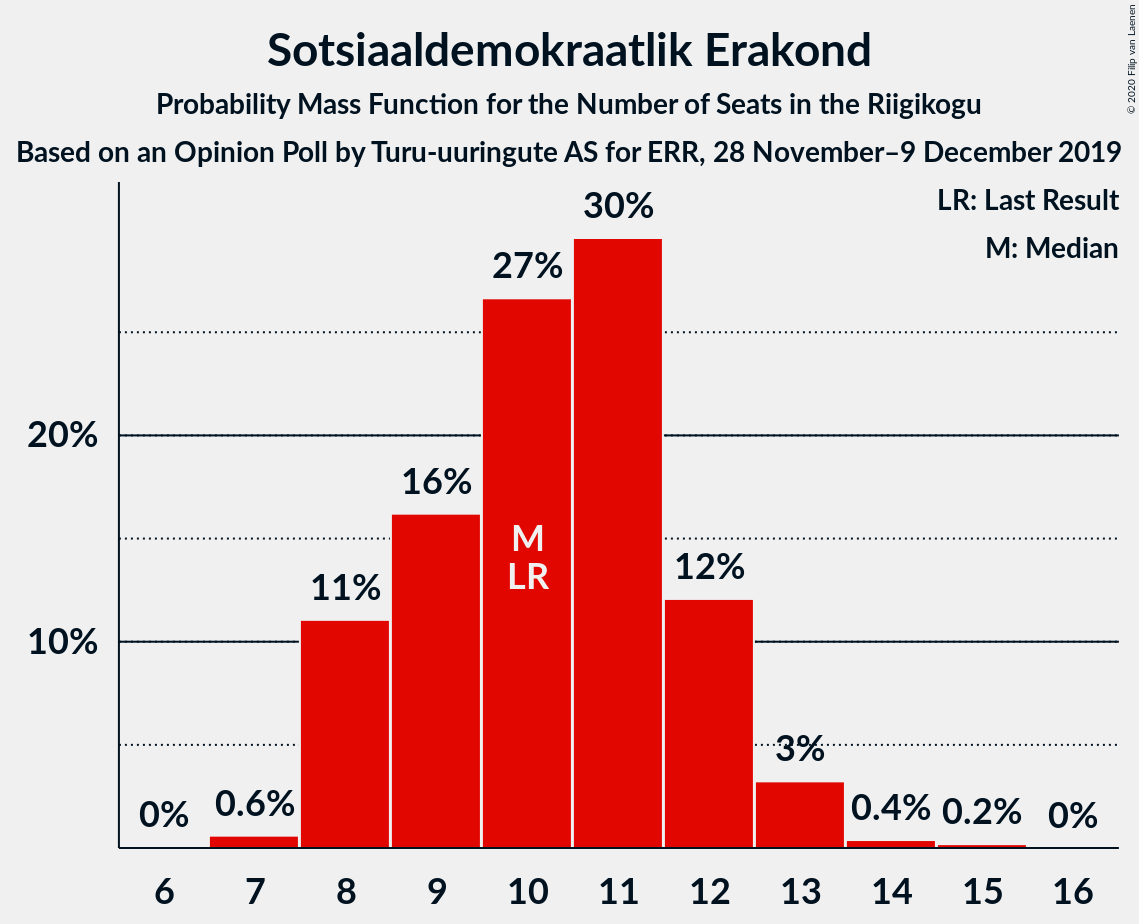 Sotsiaaldemokraatlik Erakond
Probability Mass Function for the Number of Seats in the Riigikogu
Based on an Opinion Poll by Turu-uuringute AS for ERR, 28 November–9 December 2019
© 2020 Filip van Laenen
LR: Last Result
M: Median
30%
27%
20%
16%
M
LR
12%
11%
10%
3%
0%
0.6%
0.4%
0.2%
0%
6 7 8 9 10 11 12 13 14 15 16